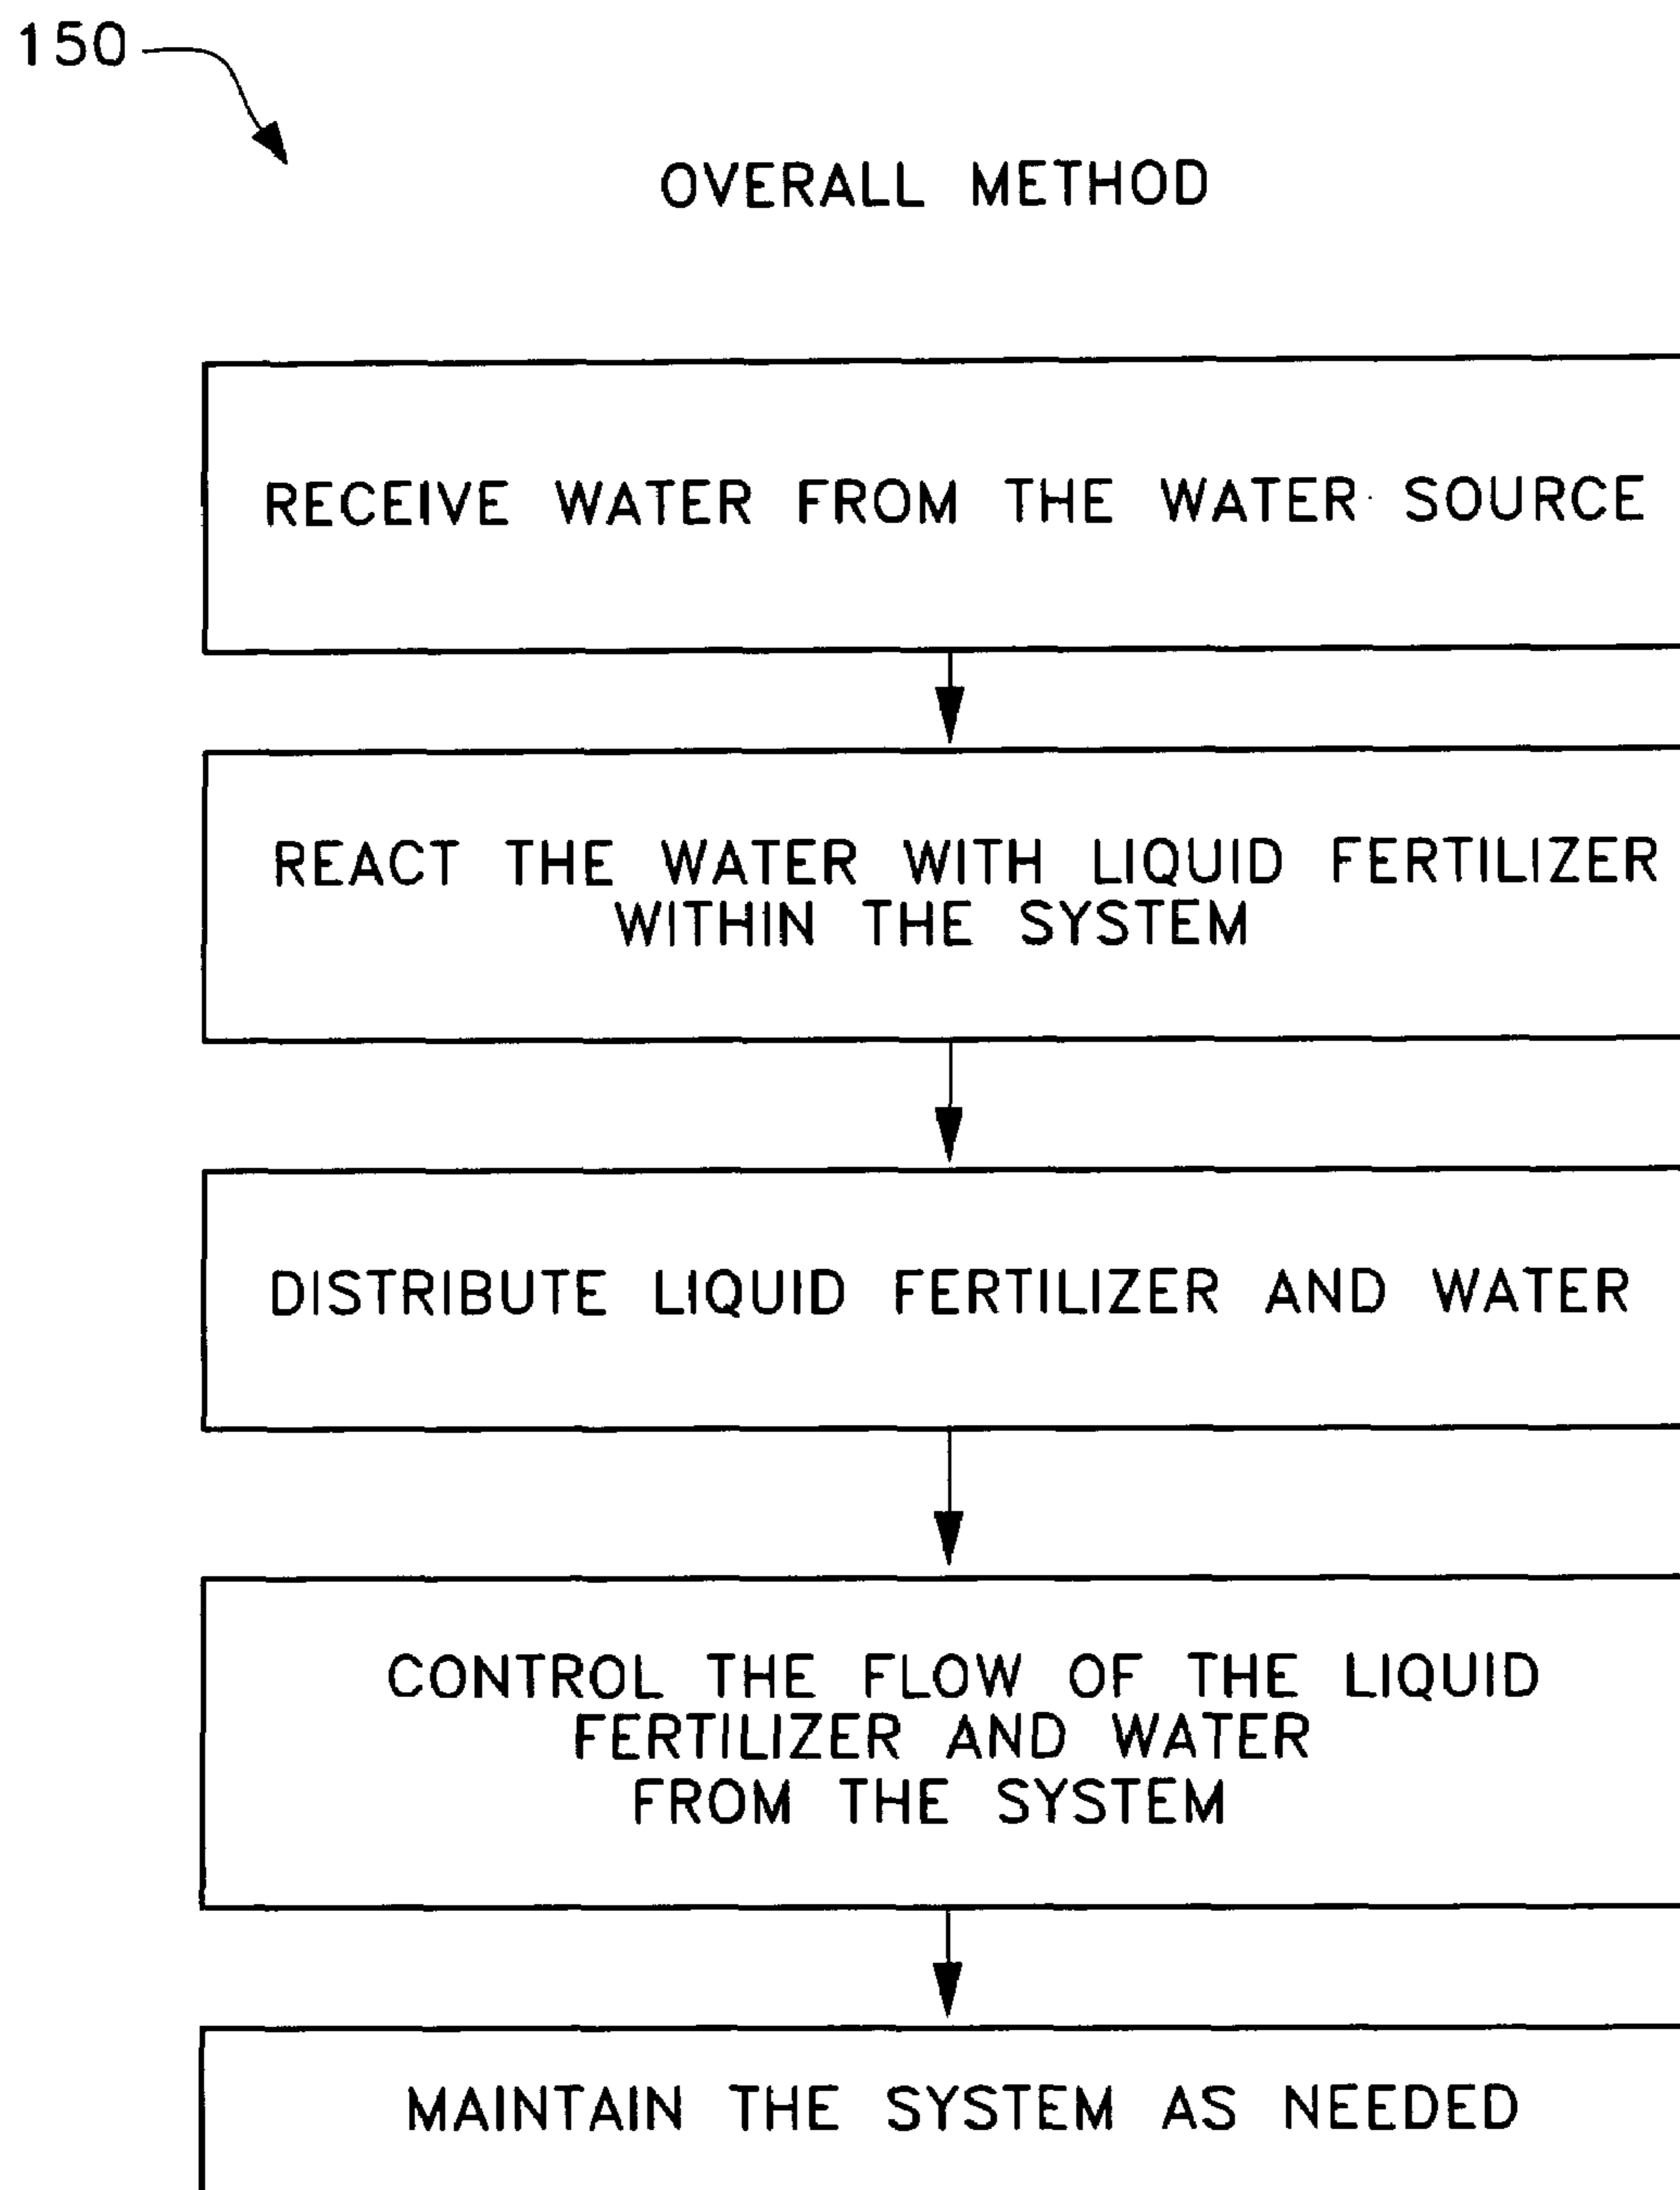 150
OVERALL METHOD
RECEIVE WATER FROM THE WATER SOURCE
REACT THE WATER WITH LIQUID FERTILIZER
WITHIN THE SYSTEM
DISTRIBUTE LIQUID FERTILIZER AND WATER
CONTROL THE FLOW OF THE LIQUID
FERTILIZER AND WATER
FROM THE SYSTEM
MAINTAIN THE SYSTEM AS NEEDED